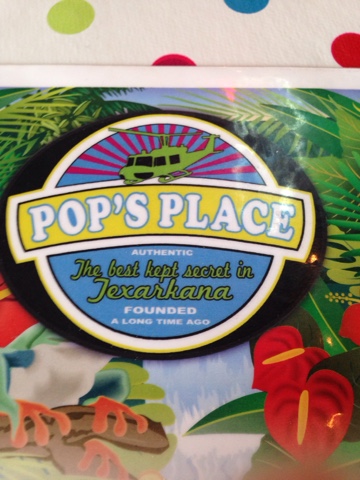 POP'S PLACE
AUTHENTIC
The best kept secret in
Texarkana
FOUNDED
A LONG TIME AGO